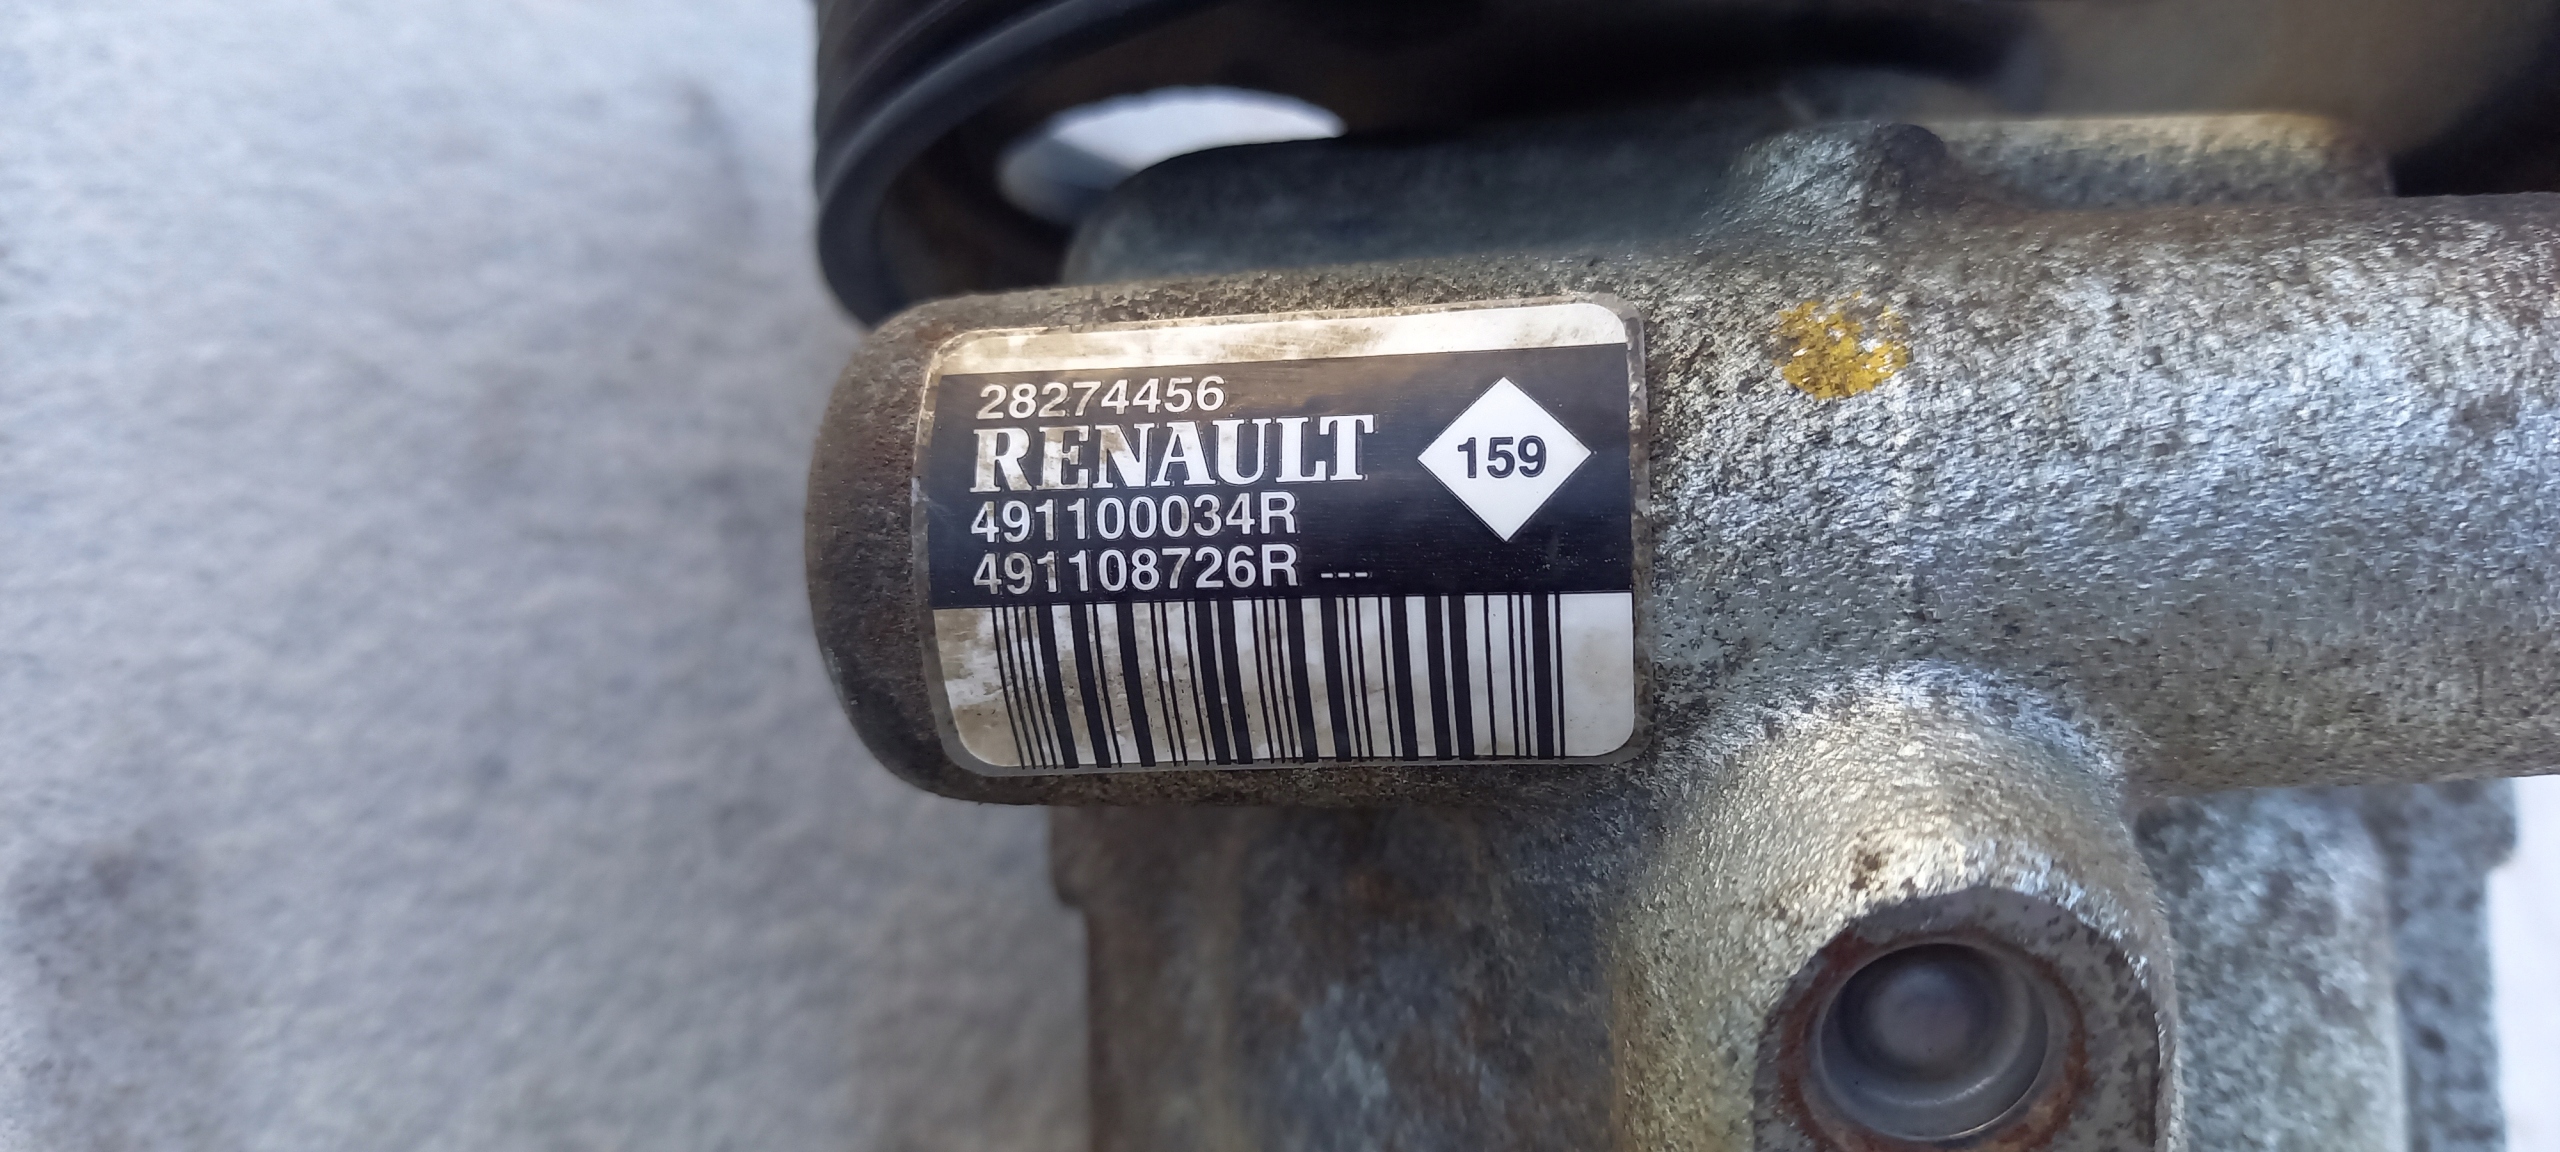 28274456
RENAULT
159
491100034R
491108726R ---